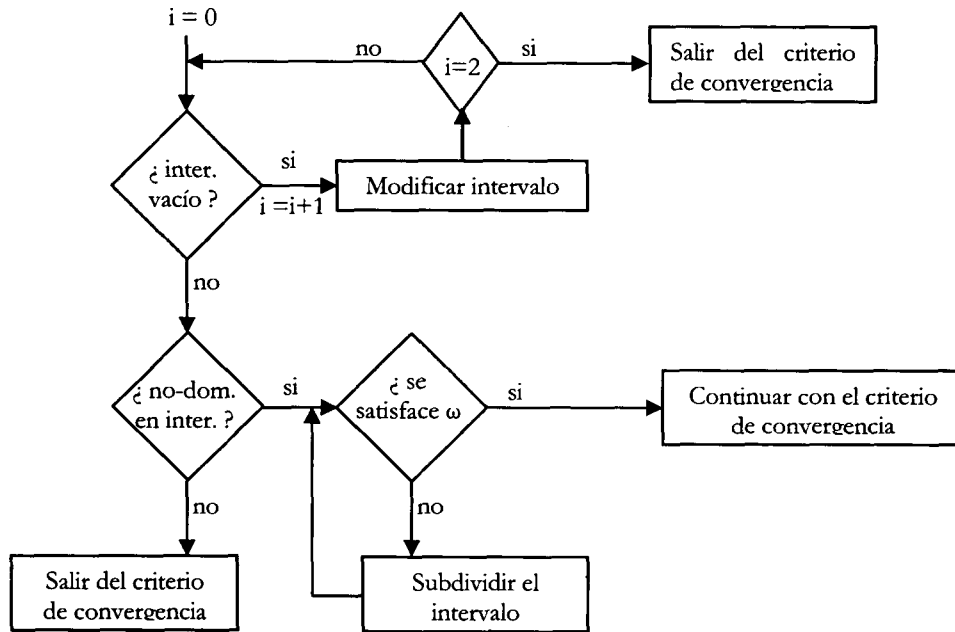 i = 0
no
i=2
si
Salir del criterio
de convergencia
¿ inter.
vacío ?
si
i =i+1
Modificar intervalo
no
¿ no-dom.
en inter. ?
si
¿ se
satisface ω
si
Continuar con el criterio
de convergencia
no
no
Salir del criterio
de convergencia
Subdividir el
intervalo